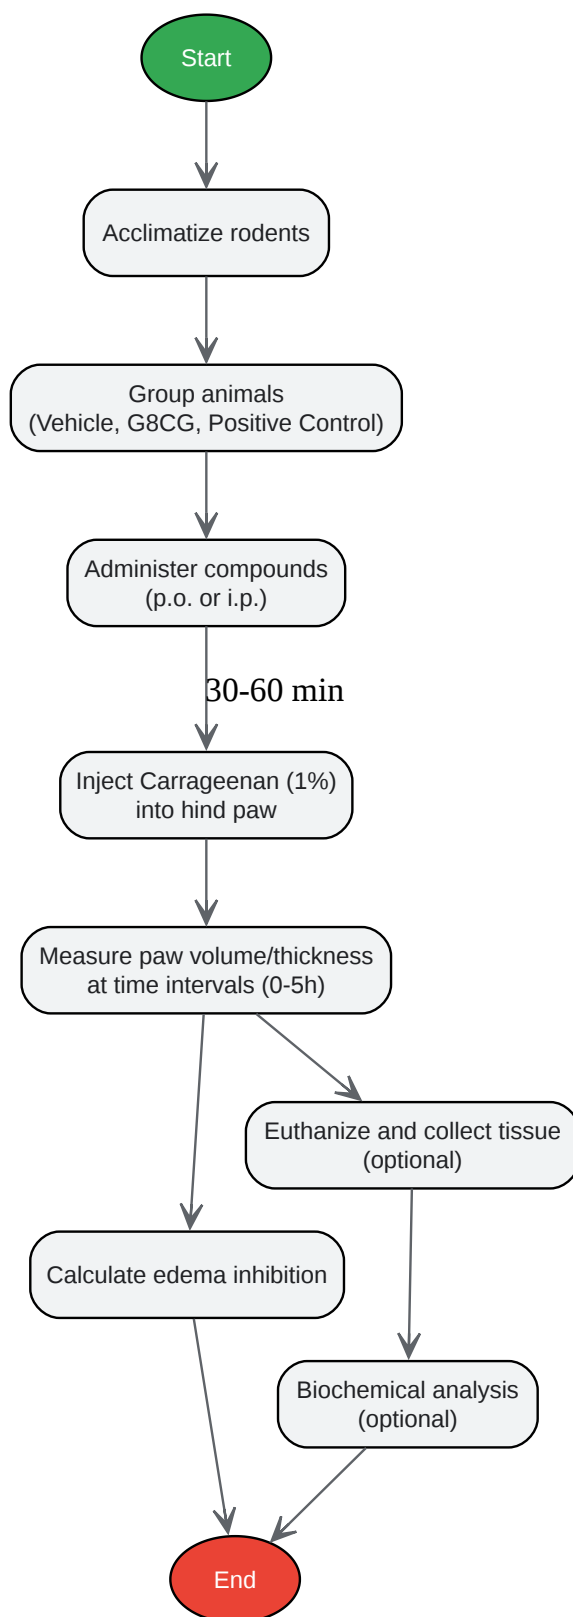 Start
Acclimatize rodents
Group animals
(Vehicle, G8CG, Positive Control)
Administer compounds
(p.o. or i.p.)
30-60 min
Inject Carrageenan (1%)
into hind paw
Measure paw volume/thickness
at time intervals (0-5h)
Euthanize and collect tissue
(optional)
Calculate edema inhibition
Biochemical analysis
(optional)
End